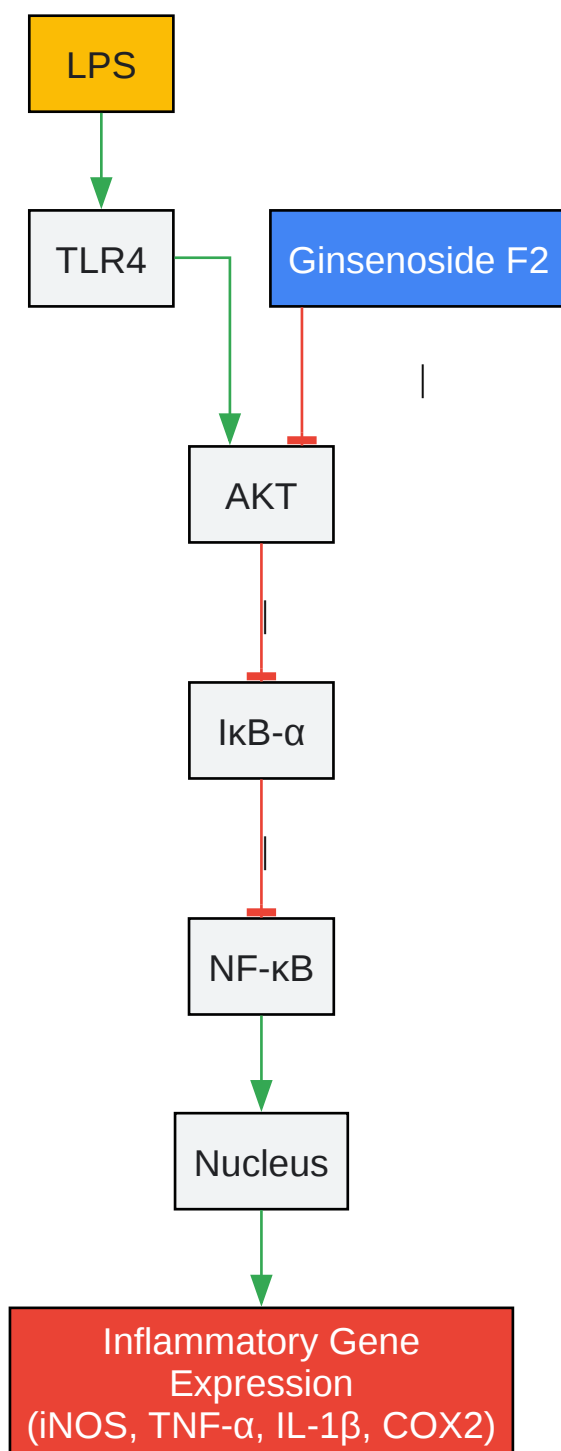 LPS
TLR4
Ginsenoside F2
|
AKT
|
IκB-α
|
NF-κB
Nucleus
Inflammatory Gene
Expression
(iNOS, TNF-α, IL-1β, COX2)